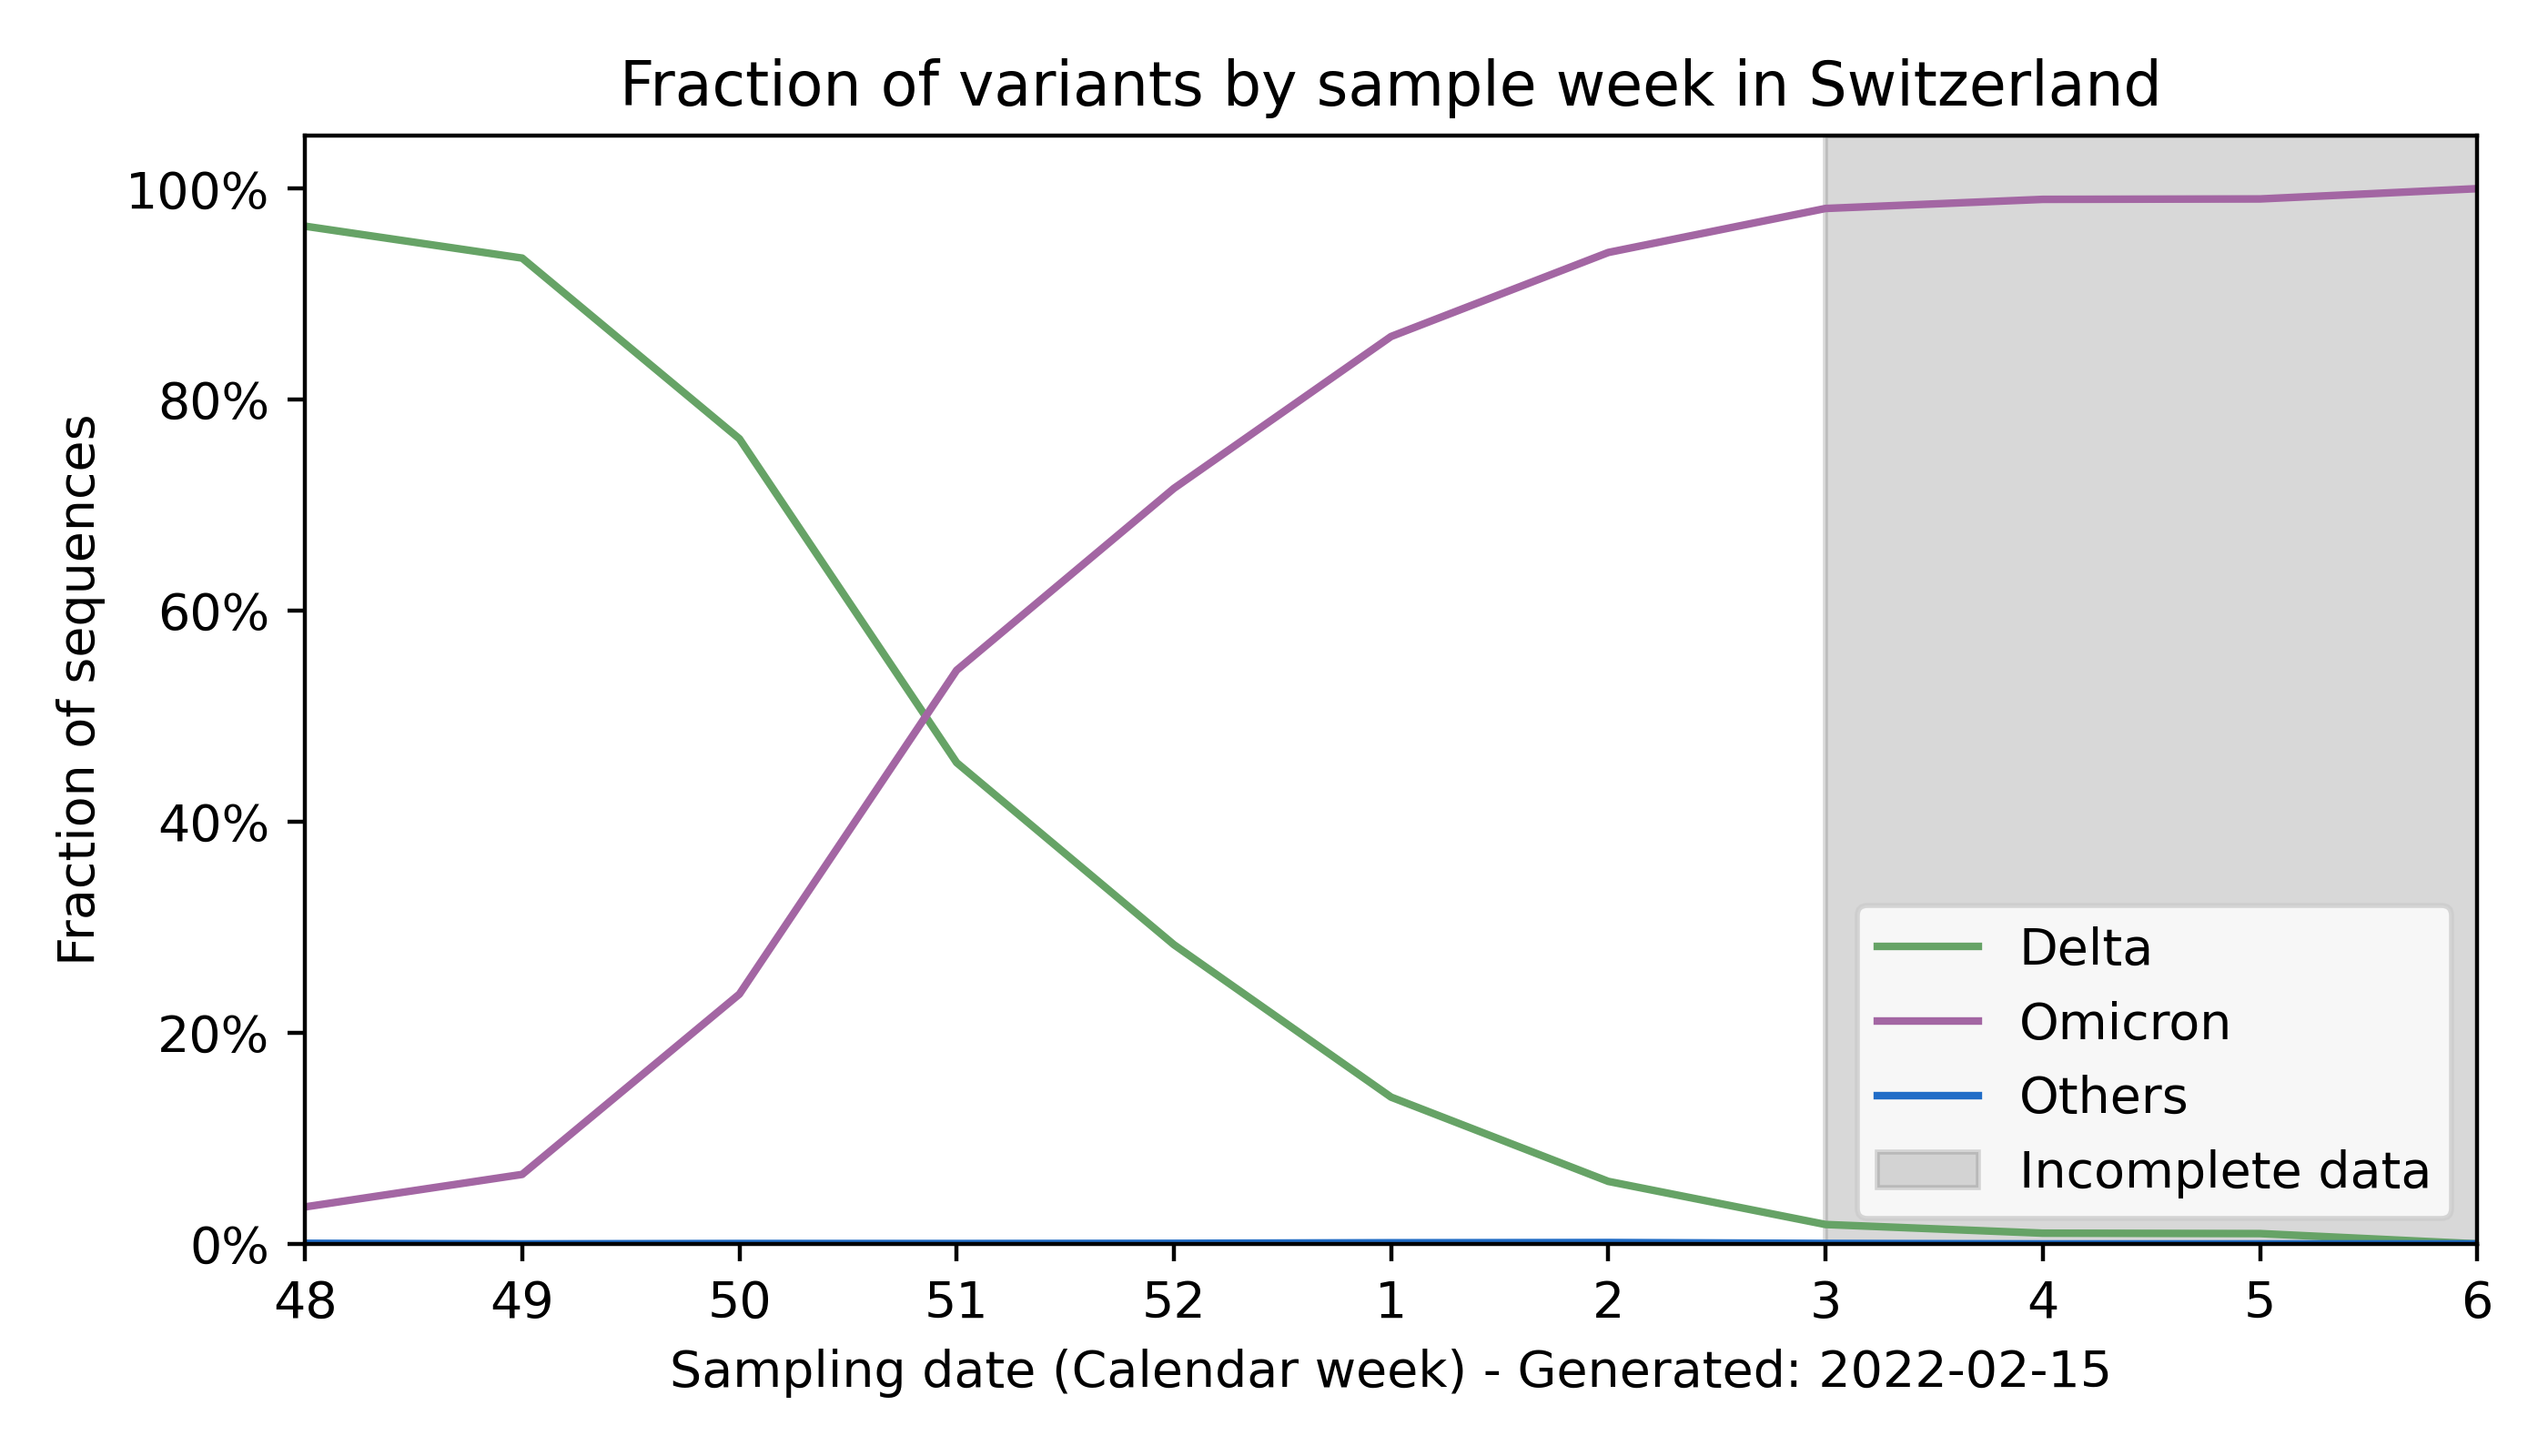 Fraction of variants by sample week in Switzerland
Fraction of sequences
100%
80%
60%
40%
20%
0%
48 49 50 51 52 1 2 3 4 5 6
Sampling date (Calendar week) - Generated: 2022-02-15
Delta
Omicron
Others
Incomplete data